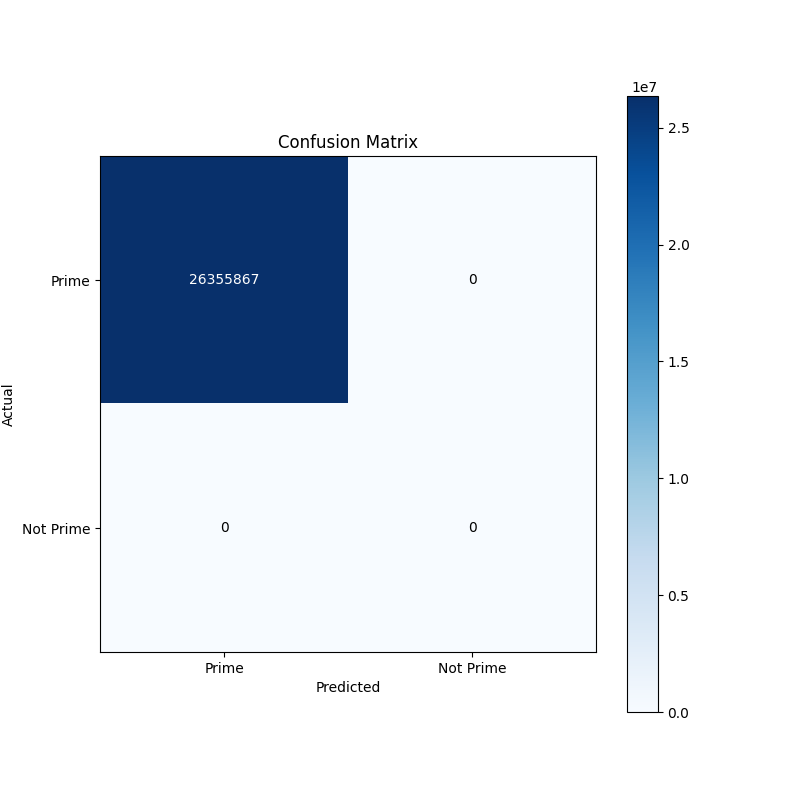 Confusion Matrix
1e7
2.5
2.0
1.5
1.0
0.5
0.0
Actual
Prime
26355867
0
Not Prime
0
0
Prime
Not Prime
Predicted